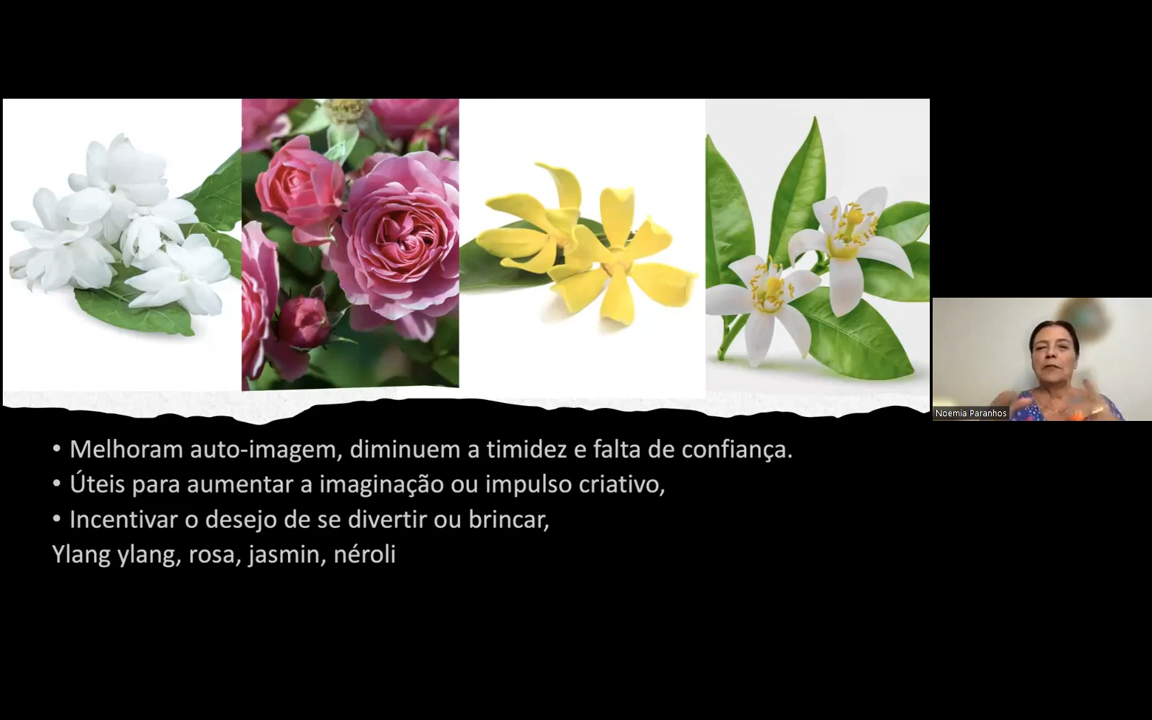 Noemia Paranhos
• Melhoram auto-imagem, diminuem a timidez e falta de confiança.
• Úteis para aumentar a imaginação ou impulso criativo,
• Incentivar o desejo de se divertir ou brincar,
Ylang ylang, rosa, jasmin, néroli